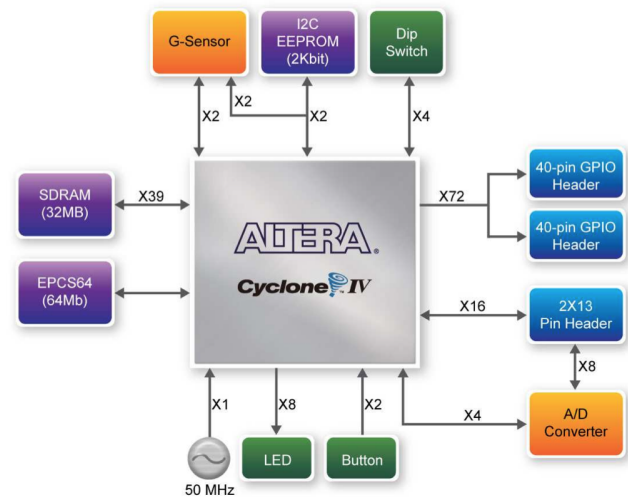 G-Sensor
I2C
EEPROM
(2Kbit)
Dip
Switch
X2
X2
X2
X4
SDRAM
(32MB)
X39
EPCS64
(64Mb)
ALTERA®
Cyclone™ IV
X72
40-pin GPIO
Header
40-pin GPIO
Header
X16
2X13
Pin Header
X8
X4
A/D
Converter
X1
X8
X2
50 MHz
LED
Button